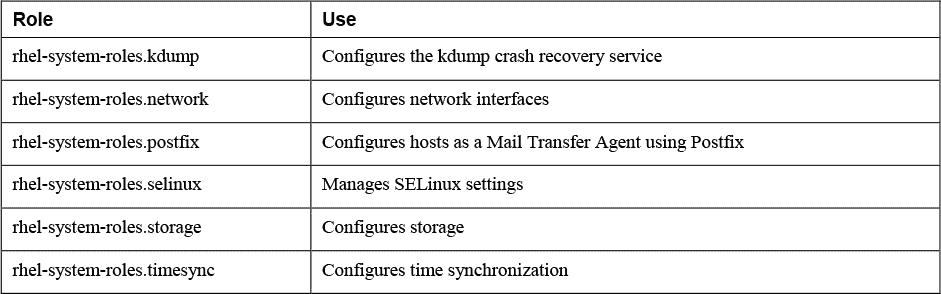 Role Use
rhel-system-roles.kdump Configures the kdump crash recovery service
rhel-system-roles.network Configures network interfaces
rhel-system-roles.postfix Configures hosts as a Mail Transfer Agent using Postfix
rhel-system-roles.selinux Manages SELinux settings
rhel-system-roles.storage Configures storage
rhel-system-roles.timesync Configures time synchronization